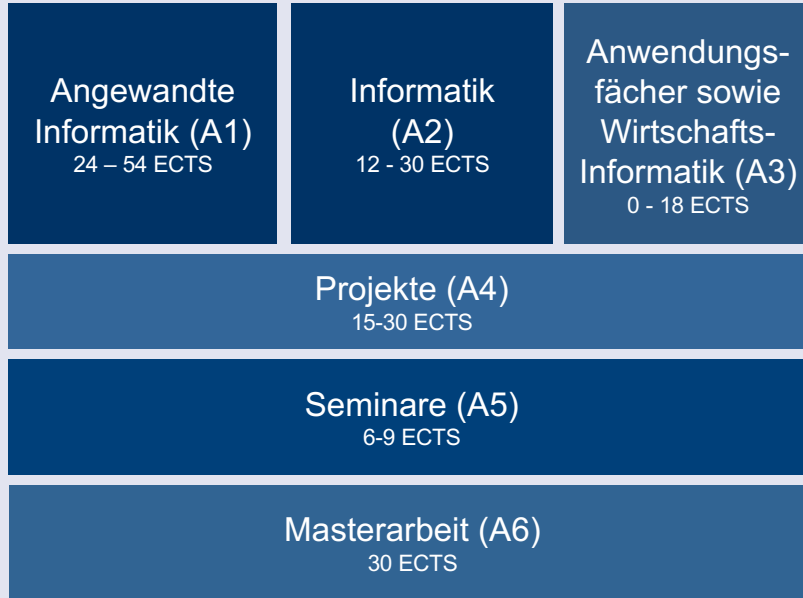 Angewandte
Informatik (A1)
24 – 54 ECTS
Informatik
(A2)
12 - 30 ECTS
Anwendungs-
fächer sowie
Wirtschafts-
Informatik (A3)
0 - 18 ECTS
Projekte (A4)
15-30 ECTS
Seminare (A5)
6-9 ECTS
Masterarbeit (A6)
30 ECTS